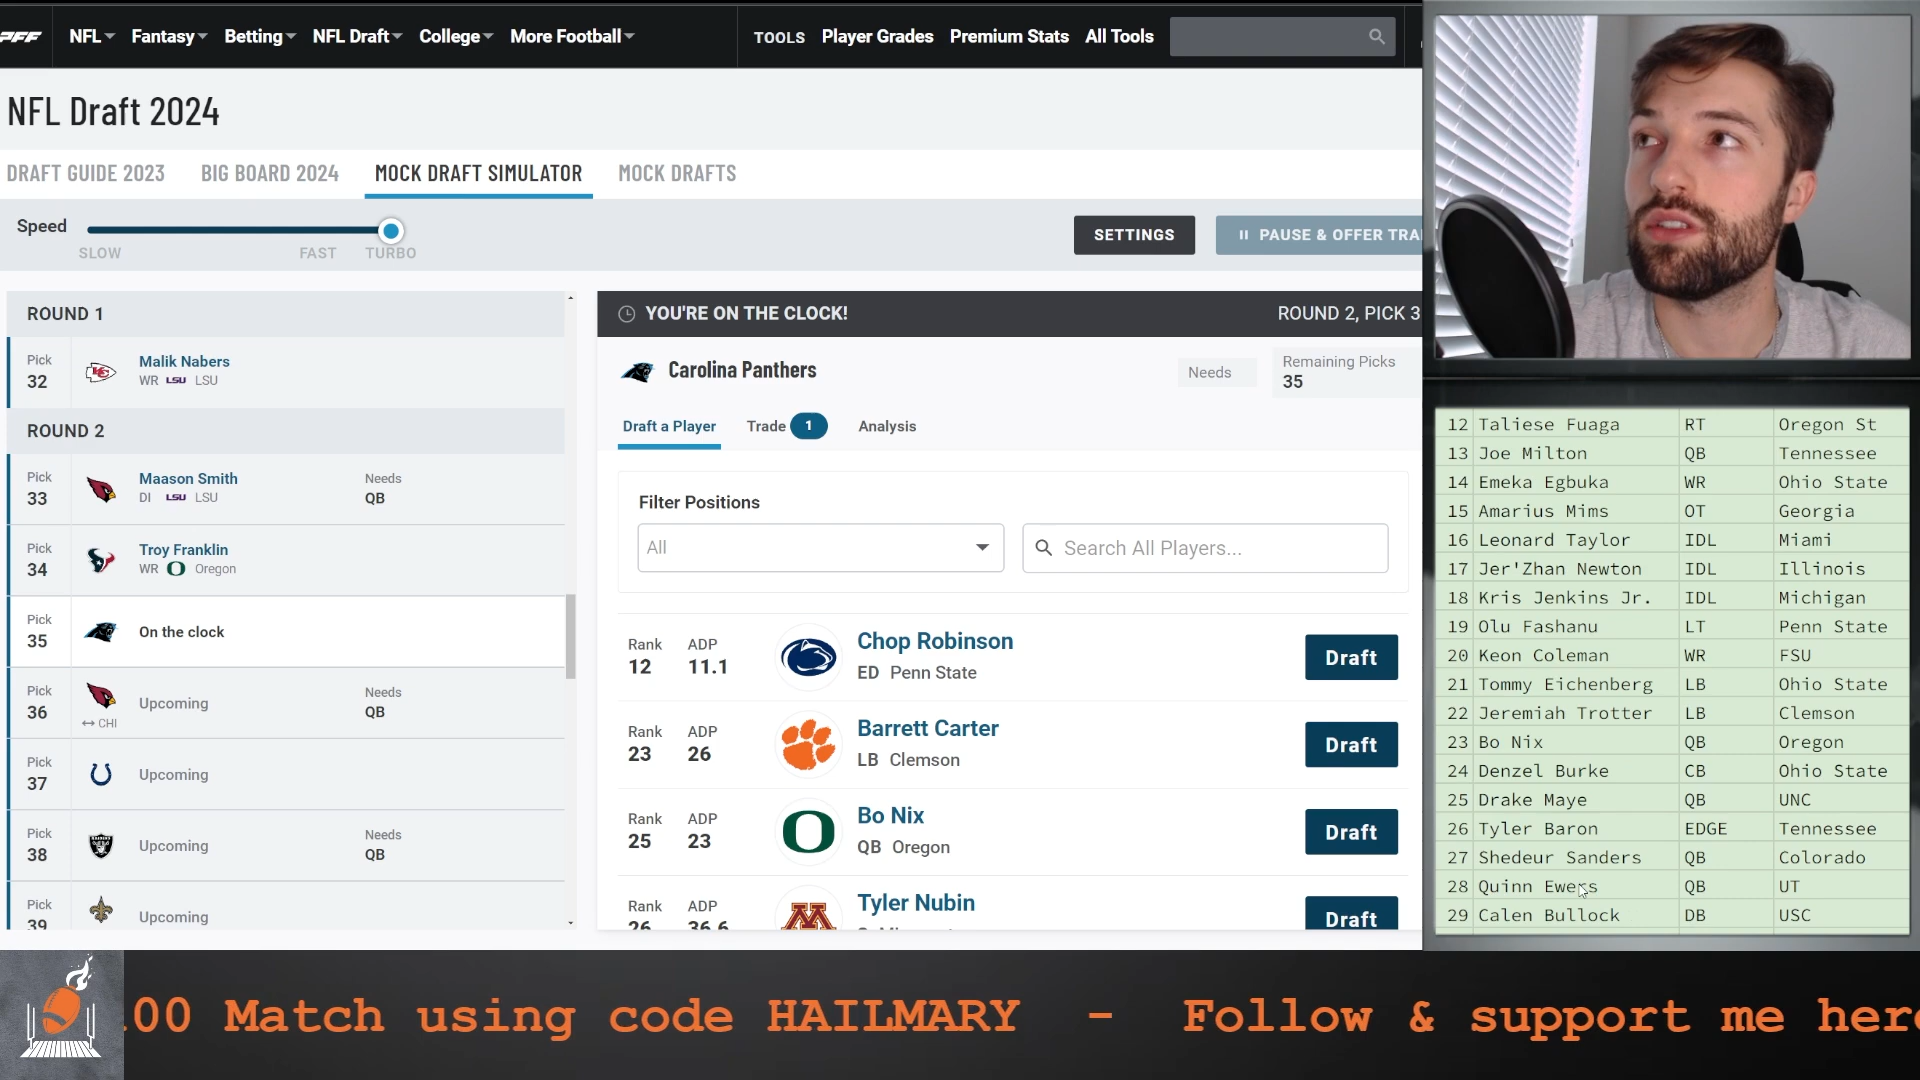 PFF NFL Fantasy Betting NFL Draft College More Football TOOLS Player Grades Premium Stats All Tools
NFL Draft 2024
DRAFT GUIDE 2023 BIG BOARD 2024 MOCK DRAFT SIMULATOR MOCK DRAFTS
Speed
SLOW FAST TURBO
SETTINGS
PAUSE & OFFER TRA
ROUND 1
Pick 32
Malik Nabers
WR LSU LSU
ROUND 2
Pick 33
Maason Smith
DI LSU LSU
Needs
QB
Pick 34
Troy Franklin
WR Oregon
Pick 35
On the clock
Pick 36
CHI
Upcoming
Needs
QB
Pick 37
Upcoming
Pick 38
Upcoming
Needs
QB
Pick 39
Upcoming
YOU'RE ON THE CLOCK!
ROUND 2, PICK 3
Carolina Panthers
Needs
Remaining Picks
35
Draft a Player Trade 1 Analysis
Filter Positions
All
Search All Players...
Rank 12 ADP 11.1
Chop Robinson
ED Penn State
Draft
Rank 23 ADP 26
Barrett Carter
LB Clemson
Draft
Rank 25 ADP 23
Bo Nix
QB Oregon
Draft
Rank 26 ADP 36.6
Tyler Nubin
Draft
12 Taliese Fuaga RT Oregon St
13 Joe Milton QB Tennessee
14 Emeka Egbuka WR Ohio State
15 Amarius Mims OT Georgia
16 Leonard Taylor IDL Miami
17 Jer'Zhan Newton IDL Illinois
18 Kris Jenkins Jr. IDL Michigan
19 Olu Fashanu LT Penn State
20 Keon Coleman WR FSU
21 Tommy Eichenberg LB Ohio State
22 Jeremiah Trotter LB Clemson
23 Bo Nix QB Oregon
24 Denzel Burke CB Ohio State
25 Drake Maye QB UNC
26 Tyler Baron EDGE Tennessee
27 Shedeur Sanders QB Colorado
28 Quinn Ewers QB UT
29 Calen Bullock DB USC
00 Match using code HAILMARY - Follow & support me here